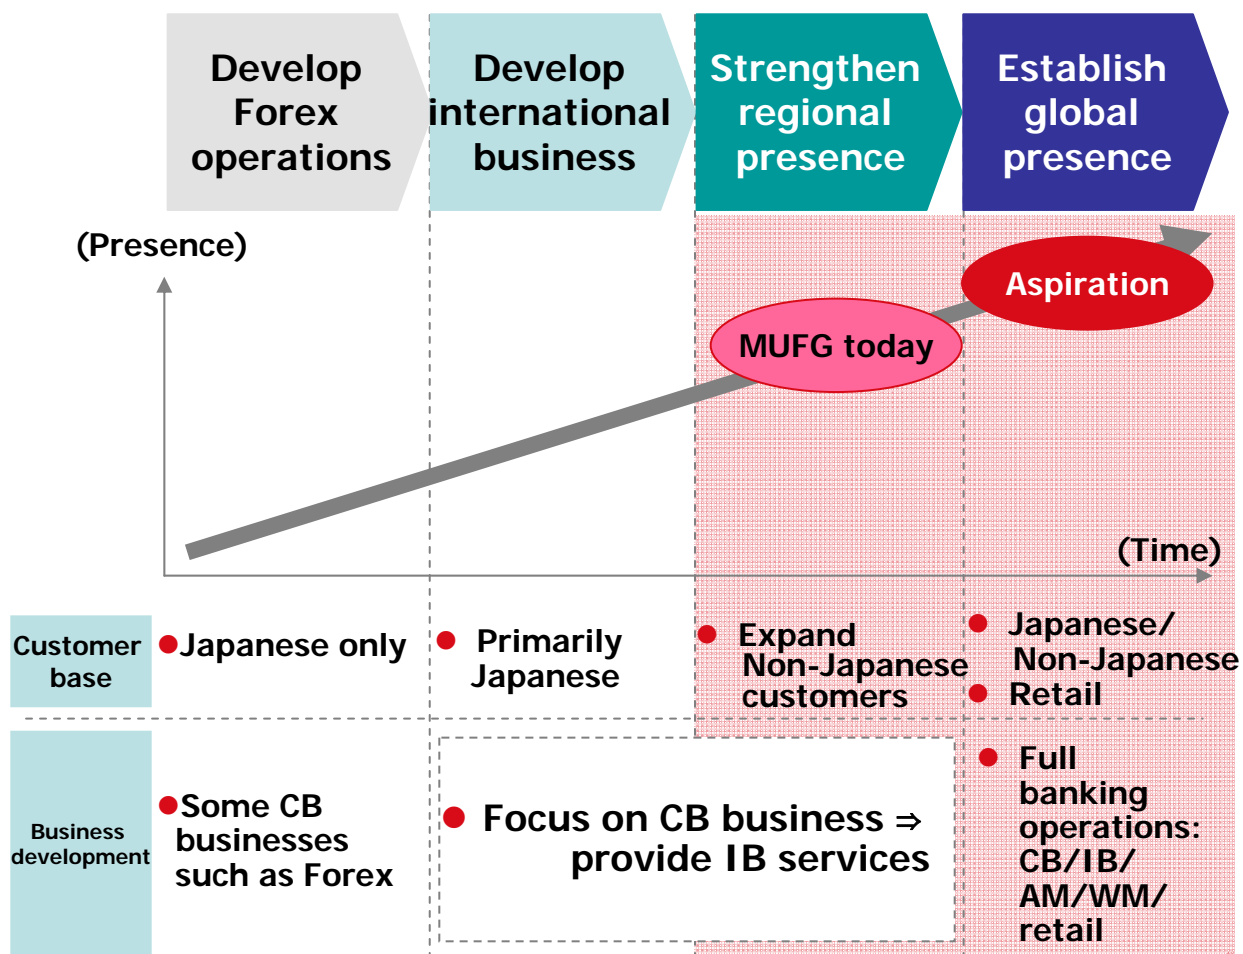 Develop
Forex
operations
Develop
international
business
Strengthen
regional
presence
Establish
global
presence
(Presence)
Aspiration
MUFG today
(Time)
Customer
base
●Japanese only
● Primarily
Japanese
● Expand
Non-Japanese
customers
● Japanese/
Non-Japanese
● Retail
Business
development
●Some CB
businesses
such as Forex
● Focus on CB business ⇒
provide IB services
● Full
banking
operations:
CB/IB/
AM/WM/
retail